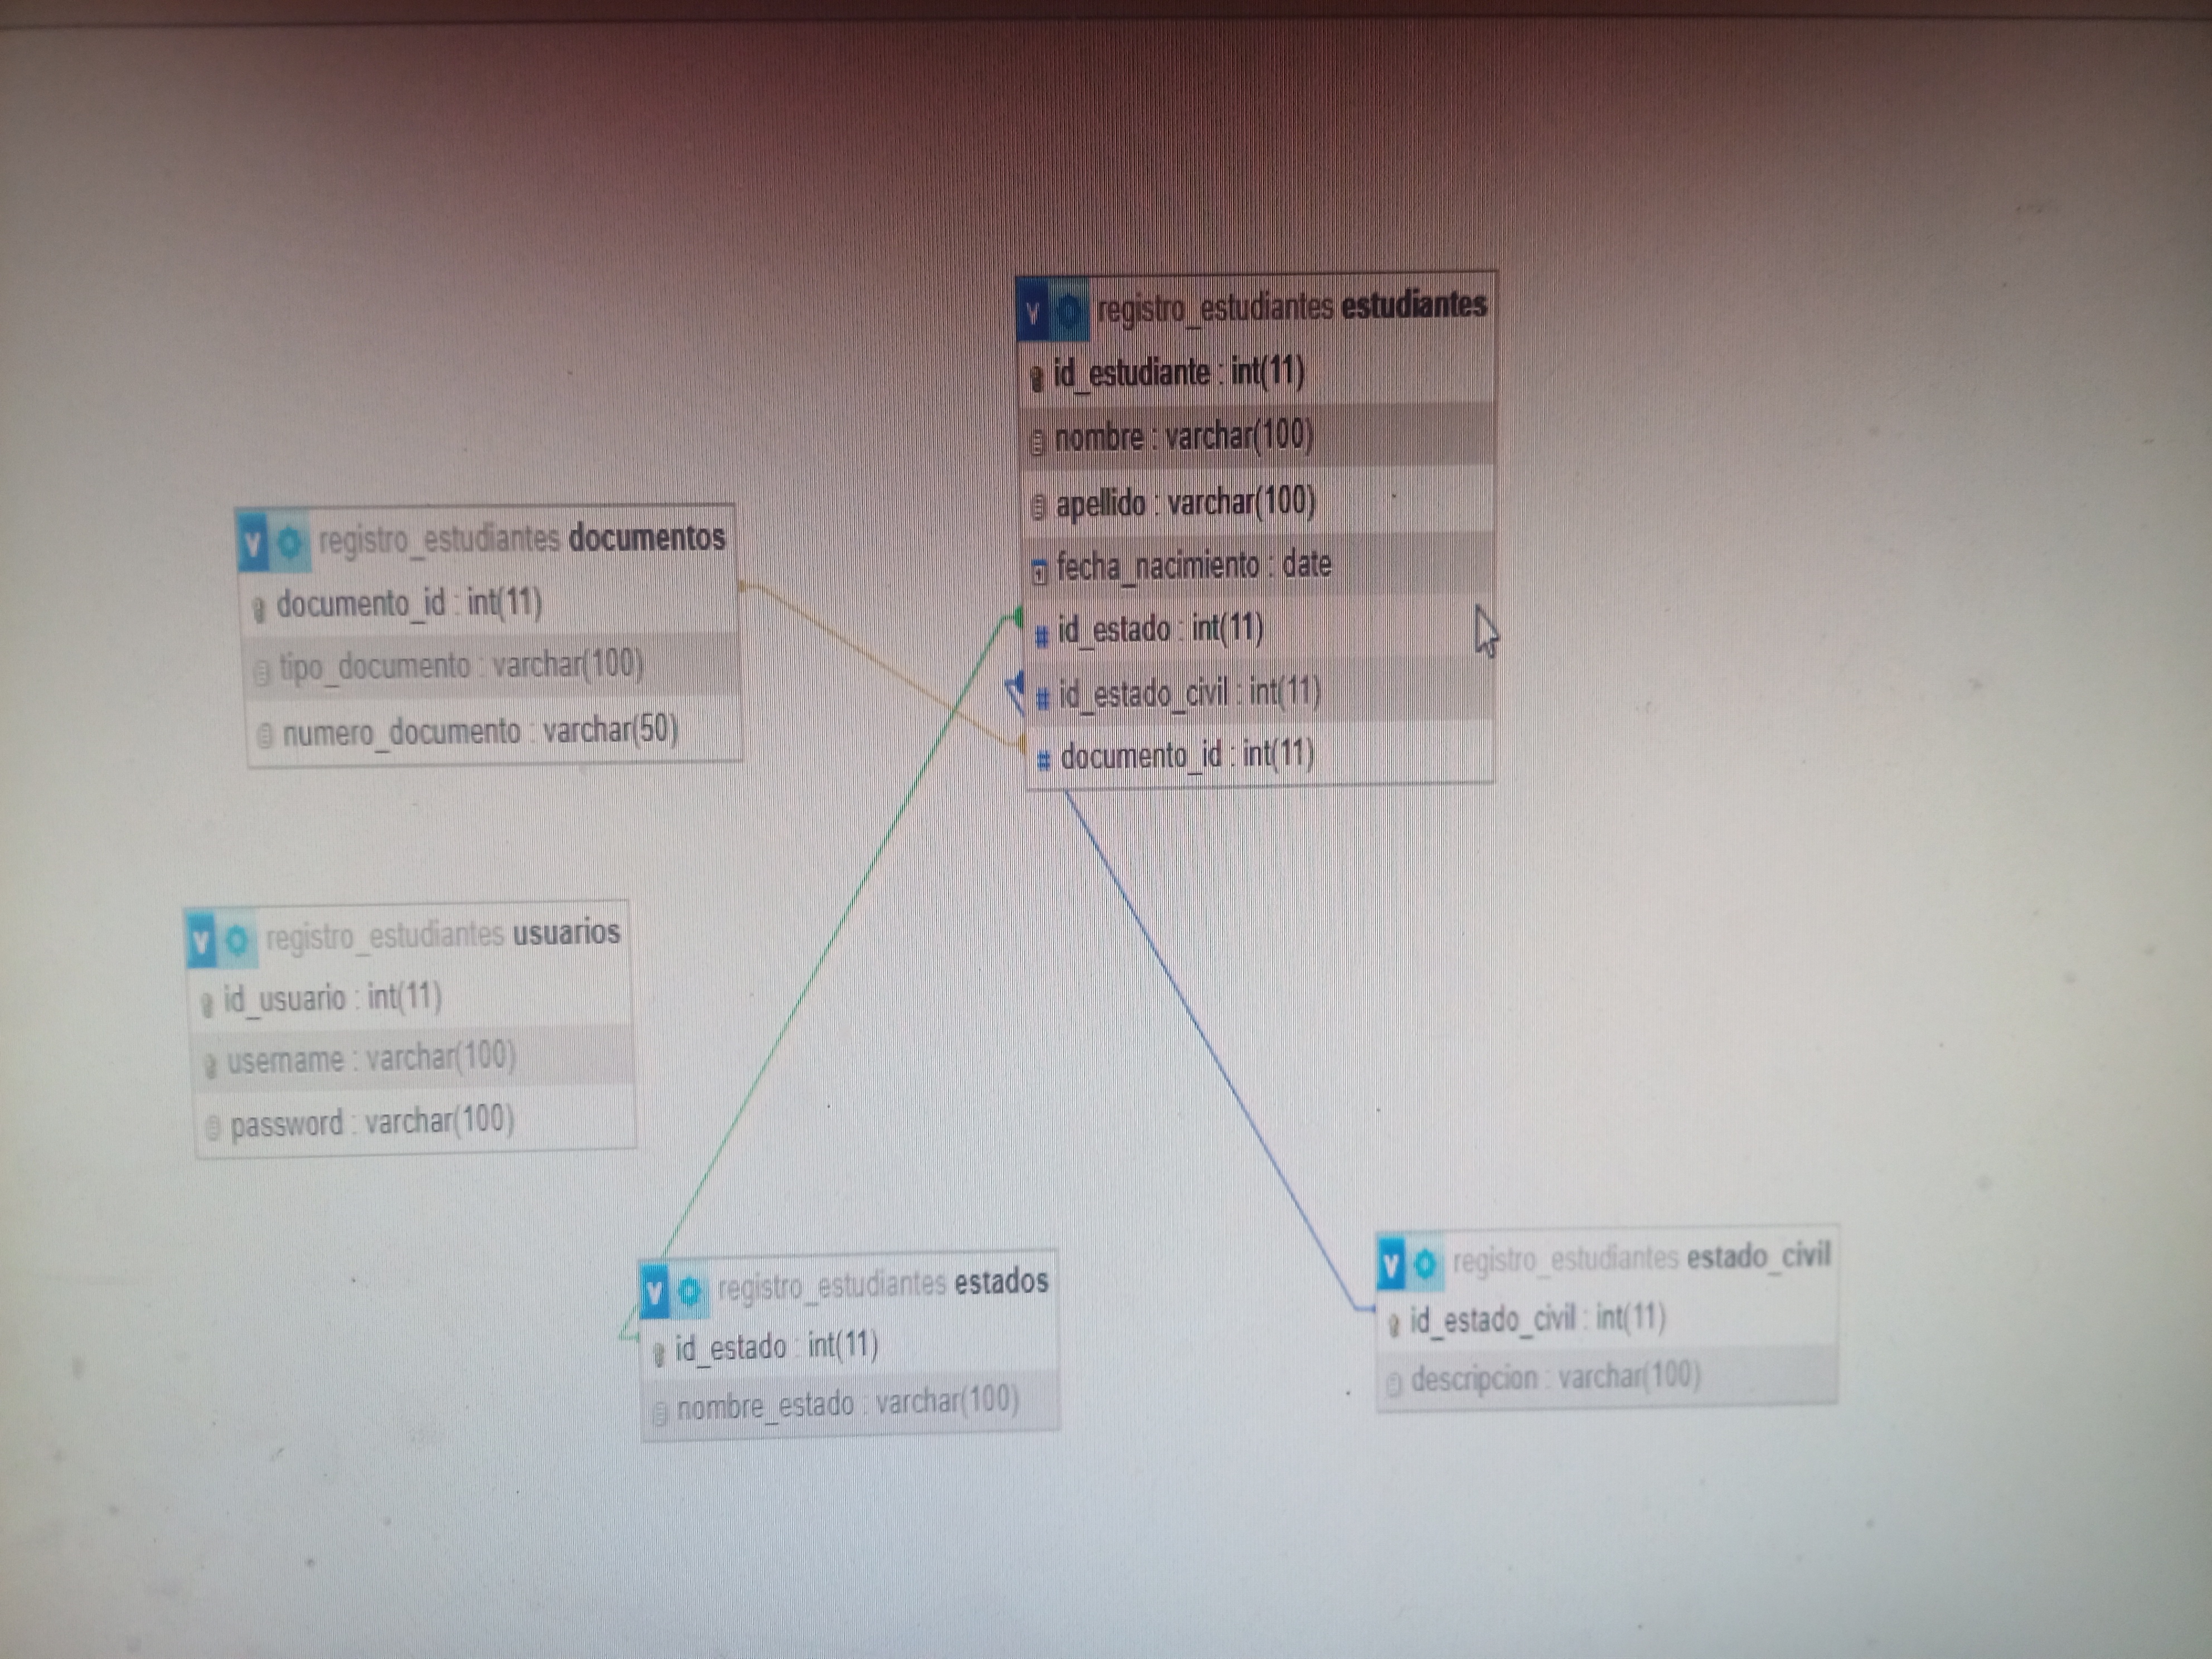 registro_estudiantes estudiantes
id_estudiante : int(11)
nombre : varchar(100)
apellido : varchar(100)
fecha_nacimiento : date
id_estado : int(11)
id_estado_civil : int(11)
documento_id : int(11)
registro_estudiantes documentos
documento_id : int(11)
tipo_documento : varchar(100)
numero_documento : varchar(50)
registro_estudiantes usuarios
id_usuario : int(11)
username : varchar(100)
password : varchar(100)
registro_estudiantes estados
id_estado : int(11)
nombre_estado : varchar(100)
registro_estudiantes estado_civil
id_estado_civil : int(11)
descripcion : varchar(100)